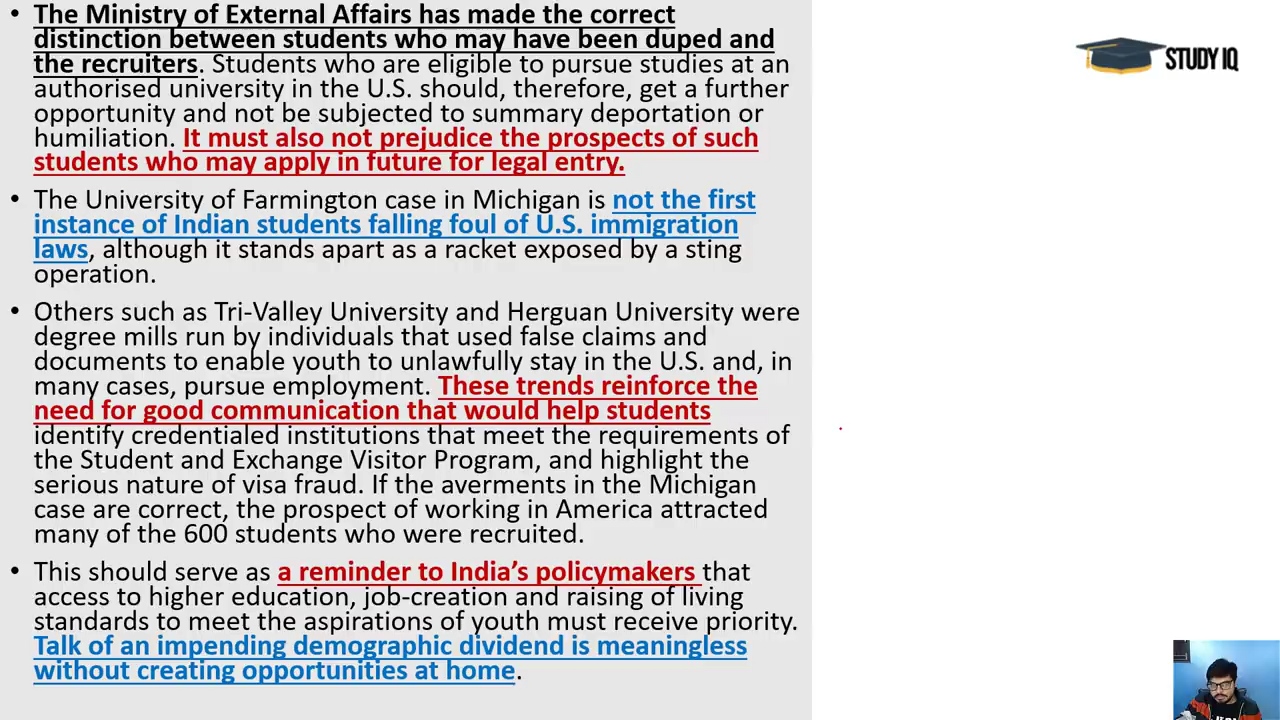 • The Ministry of External Affairs has made the correct
distinction between students who may have been duped and
the recruiters. Students who are eligible to pursue studies at an
authorised university in the U.S. should, therefore, get a further
opportunity and not be subjected to summary deportation or
humiliation. It must also not prejudice the prospects of such
students who may apply in future for legal entry.
• The University of Farmington case in Michigan is not the first
instance of Indian students falling foul of U.S. immigration
laws, although it stands apart as a racket exposed by a sting
operation.
• Others such as Tri-Valley University and Herguan University were
degree mills run by individuals that used false claims and
documents to enable youth to unlawfully stay in the U.S. and, in
many cases, pursue employment. These trends reinforce the
need for good communication that would help students
identify credentialed institutions that meet the requirements of
the Student and Exchange Visitor Program, and highlight the
serious nature of visa fraud. If the averments in the Michigan
case are correct, the prospect of working in America attracted
many of the 600 students who were recruited.
• This should serve as a reminder to India's policymakers that
access to higher education, job-creation and raising of living
standards to meet the aspirations of youth must receive priority.
Talk of an impending demographic dividend is meaningless
without creating opportunities at home.
STUDY IQ